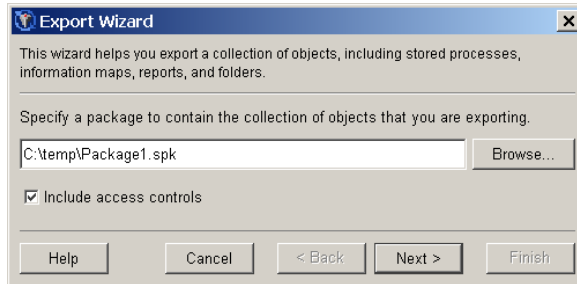 Export Wizard
This wizard helps you export a collection of objects, including stored processes,
information maps, reports, and folders.
Specify a package to contain the collection of objects that you are exporting.
C:\temp\Package1.spk
Browse...
Include access controls
Help
Cancel
< Back
Next >
Finish